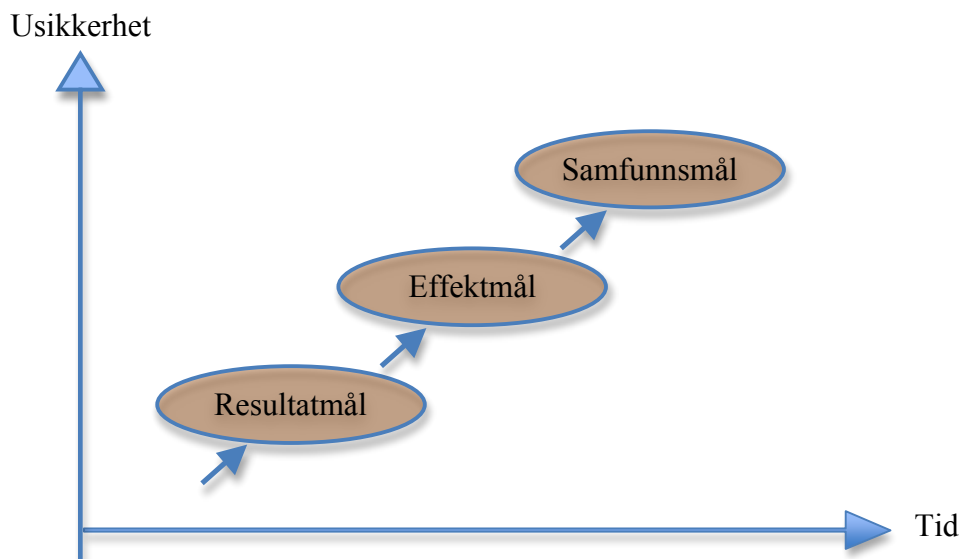 Usikkerhet
Samfunnsmål
Effektmål
Resultatmål
Tid